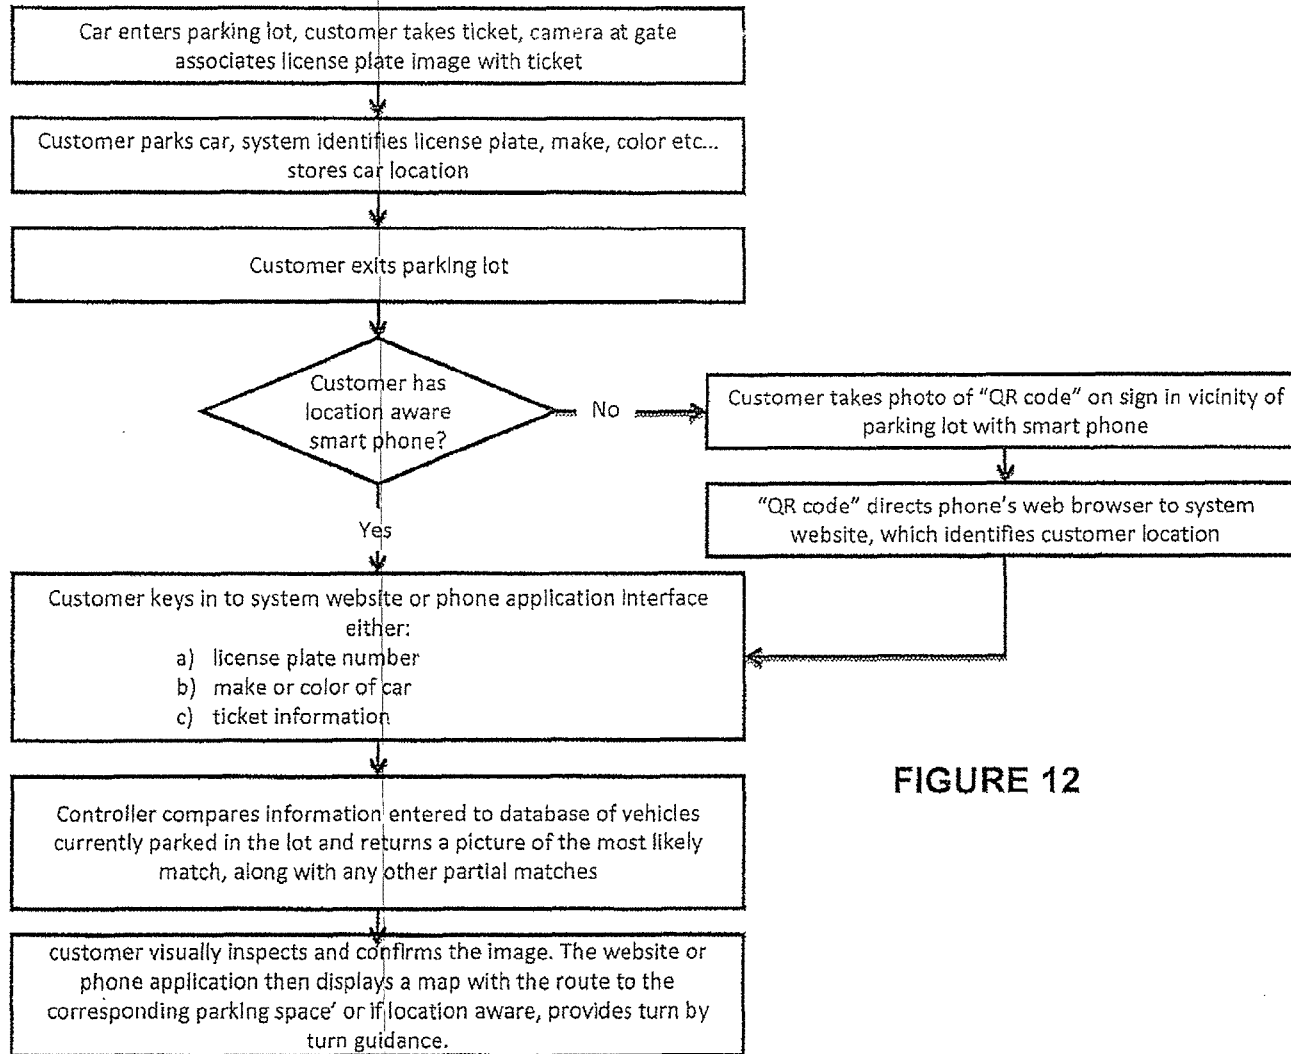 Car enters parking lot, customer takes ticket, camera at gate
associates license plate image with ticket
Customer parks car, system identifies license plate, make, color etc...
stores car location
Customer exits parking lot
Customer has
location aware
smart phone?
No
Customer takes photo of “QR code” on sign in vicinity of
parking lot with smart phone
“QR code” directs phone’s web browser to system
website, which identifies customer location
Yes
Customer keys in to system website or phone application interface
either:
a) license plate number
b) make or color of car
c) ticket information
FIGURE 12
Controller compares information entered to database of vehicles
currently parked in the lot and returns a picture of the most likely
match, along with any other partial matches
customer visually inspects and confirms the image. The website or
phone application then displays a map with the route to the
corresponding parking space’ or if location aware, provides turn by
turn guidance.